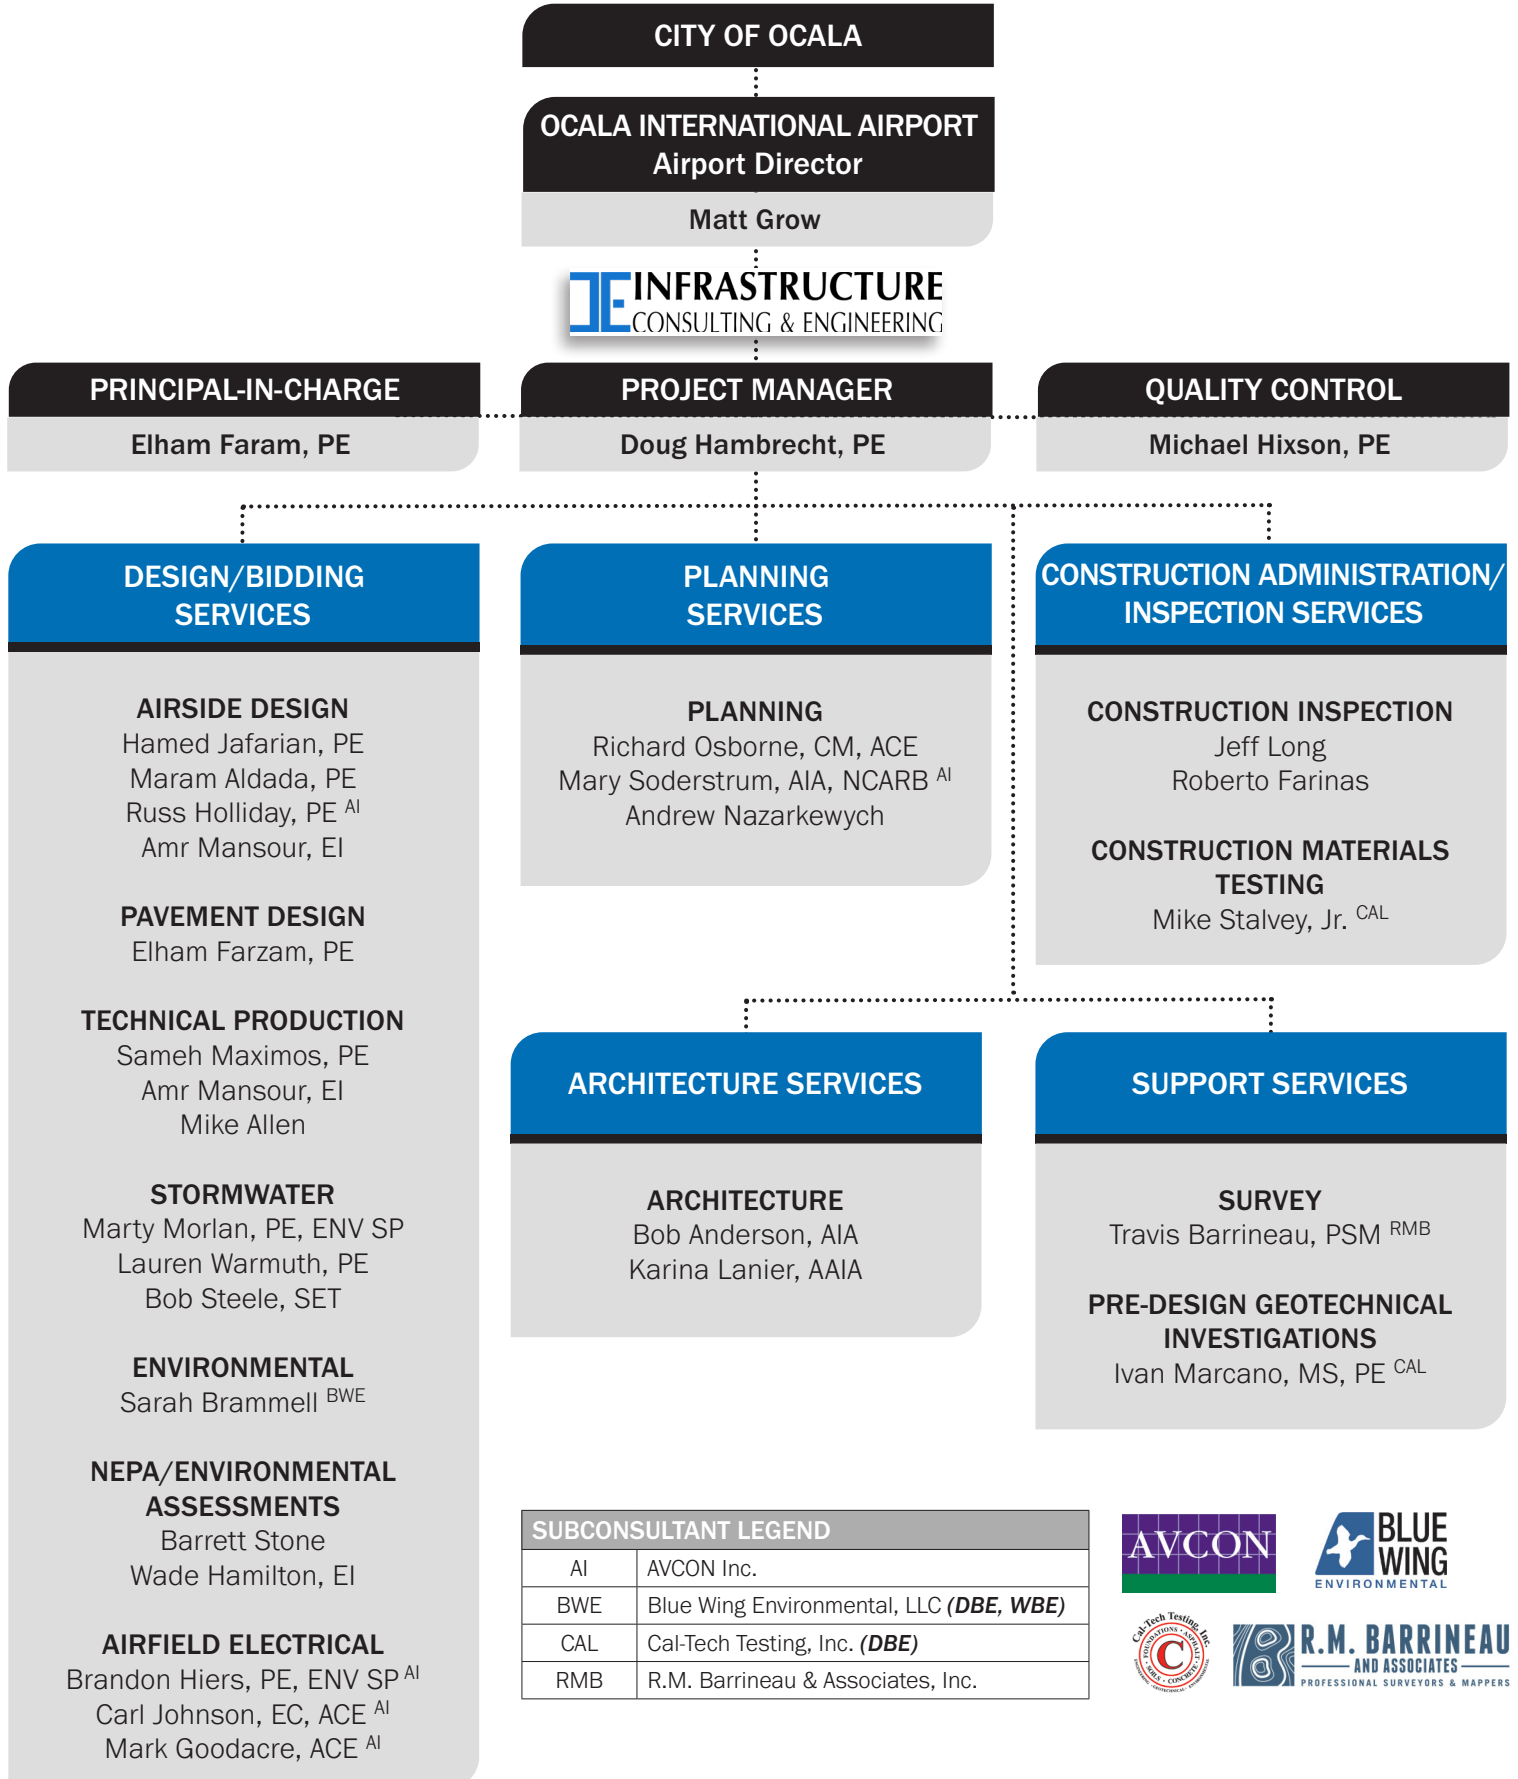 CITY OF OCALA
OCALA INTERNATIONAL AIRPORT
Airport Director
Matt Grow
INFRASTRUCTURE
CONSULTING & ENGINEERING
PRINCIPAL-IN-CHARGE
Elham Faram, PE
PROJECT MANAGER
Doug Hambrecht, PE
QUALITY CONTROL
Michael Hixson, PE
DESIGN/BIDDING
SERVICES
AIRSIDE DESIGN
Hamed Jafarian, PE
Maram Aldada, PE
Russ Holliday, PE AI
Amr Mansour, EI
PAVEMENT DESIGN
Elham Farzam, PE
TECHNICAL PRODUCTION
Sameh Maximos, PE
Amr Mansour, EI
Mike Allen
STORMWATER
Marty Morlan, PE, ENV SP
Lauren Warmuth, PE
Bob Steele, SET
ENVIRONMENTAL
Sarah Brammell BWE
NEPA/ENVIRONMENTAL
ASSESSMENTS
Barrett Stone
Wade Hamilton, EI
AIRFIELD ELECTRICAL
Brandon Hiers, PE, ENV SP AI
Carl Johnson, EC, ACE AI
Mark Goodacre, ACE AI
PLANNING
SERVICES
PLANNING
Richard Osborne, CM, ACE
Mary Soderstrum, AIA, NCARB AI
Andrew Nazarkewych
CONSTRUCTION ADMINISTRATION/
INSPECTION SERVICES
CONSTRUCTION INSPECTION
Jeff Long
Roberto Farinas
CONSTRUCTION MATERIALS
TESTING
Mike Stalvey, Jr. CAL
ARCHITECTURE SERVICES
ARCHITECTURE
Bob Anderson, AIA
Karina Lanier, AAIA
SUPPORT SERVICES
SURVEY
Travis Barrineau, PSM RMB
PRE-DESIGN GEOTECHNICAL
INVESTIGATIONS
Ivan Marcano, MS, PE CAL
SUBCONSULTANT LEGEND
AI AVCON Inc.
BWE Blue Wing Environmental, LLC (DBE, WBE)
CAL Cal-Tech Testing, Inc. (DBE)
RMB R.M. Barrineau & Associates, Inc.
AVCON
BLUE
WING
ENVIRONMENTAL
Cal-Tech Testing, Inc.
FOUNDATIONS • ASPHALT
SOILS • CONCRETE
C
ENGINEERING • GEOTECHNICAL • ENVIRONMENTAL
R.M. BARRINEAU
AND ASSOCIATES
PROFESSIONAL SURVEYORS & MAPPERS